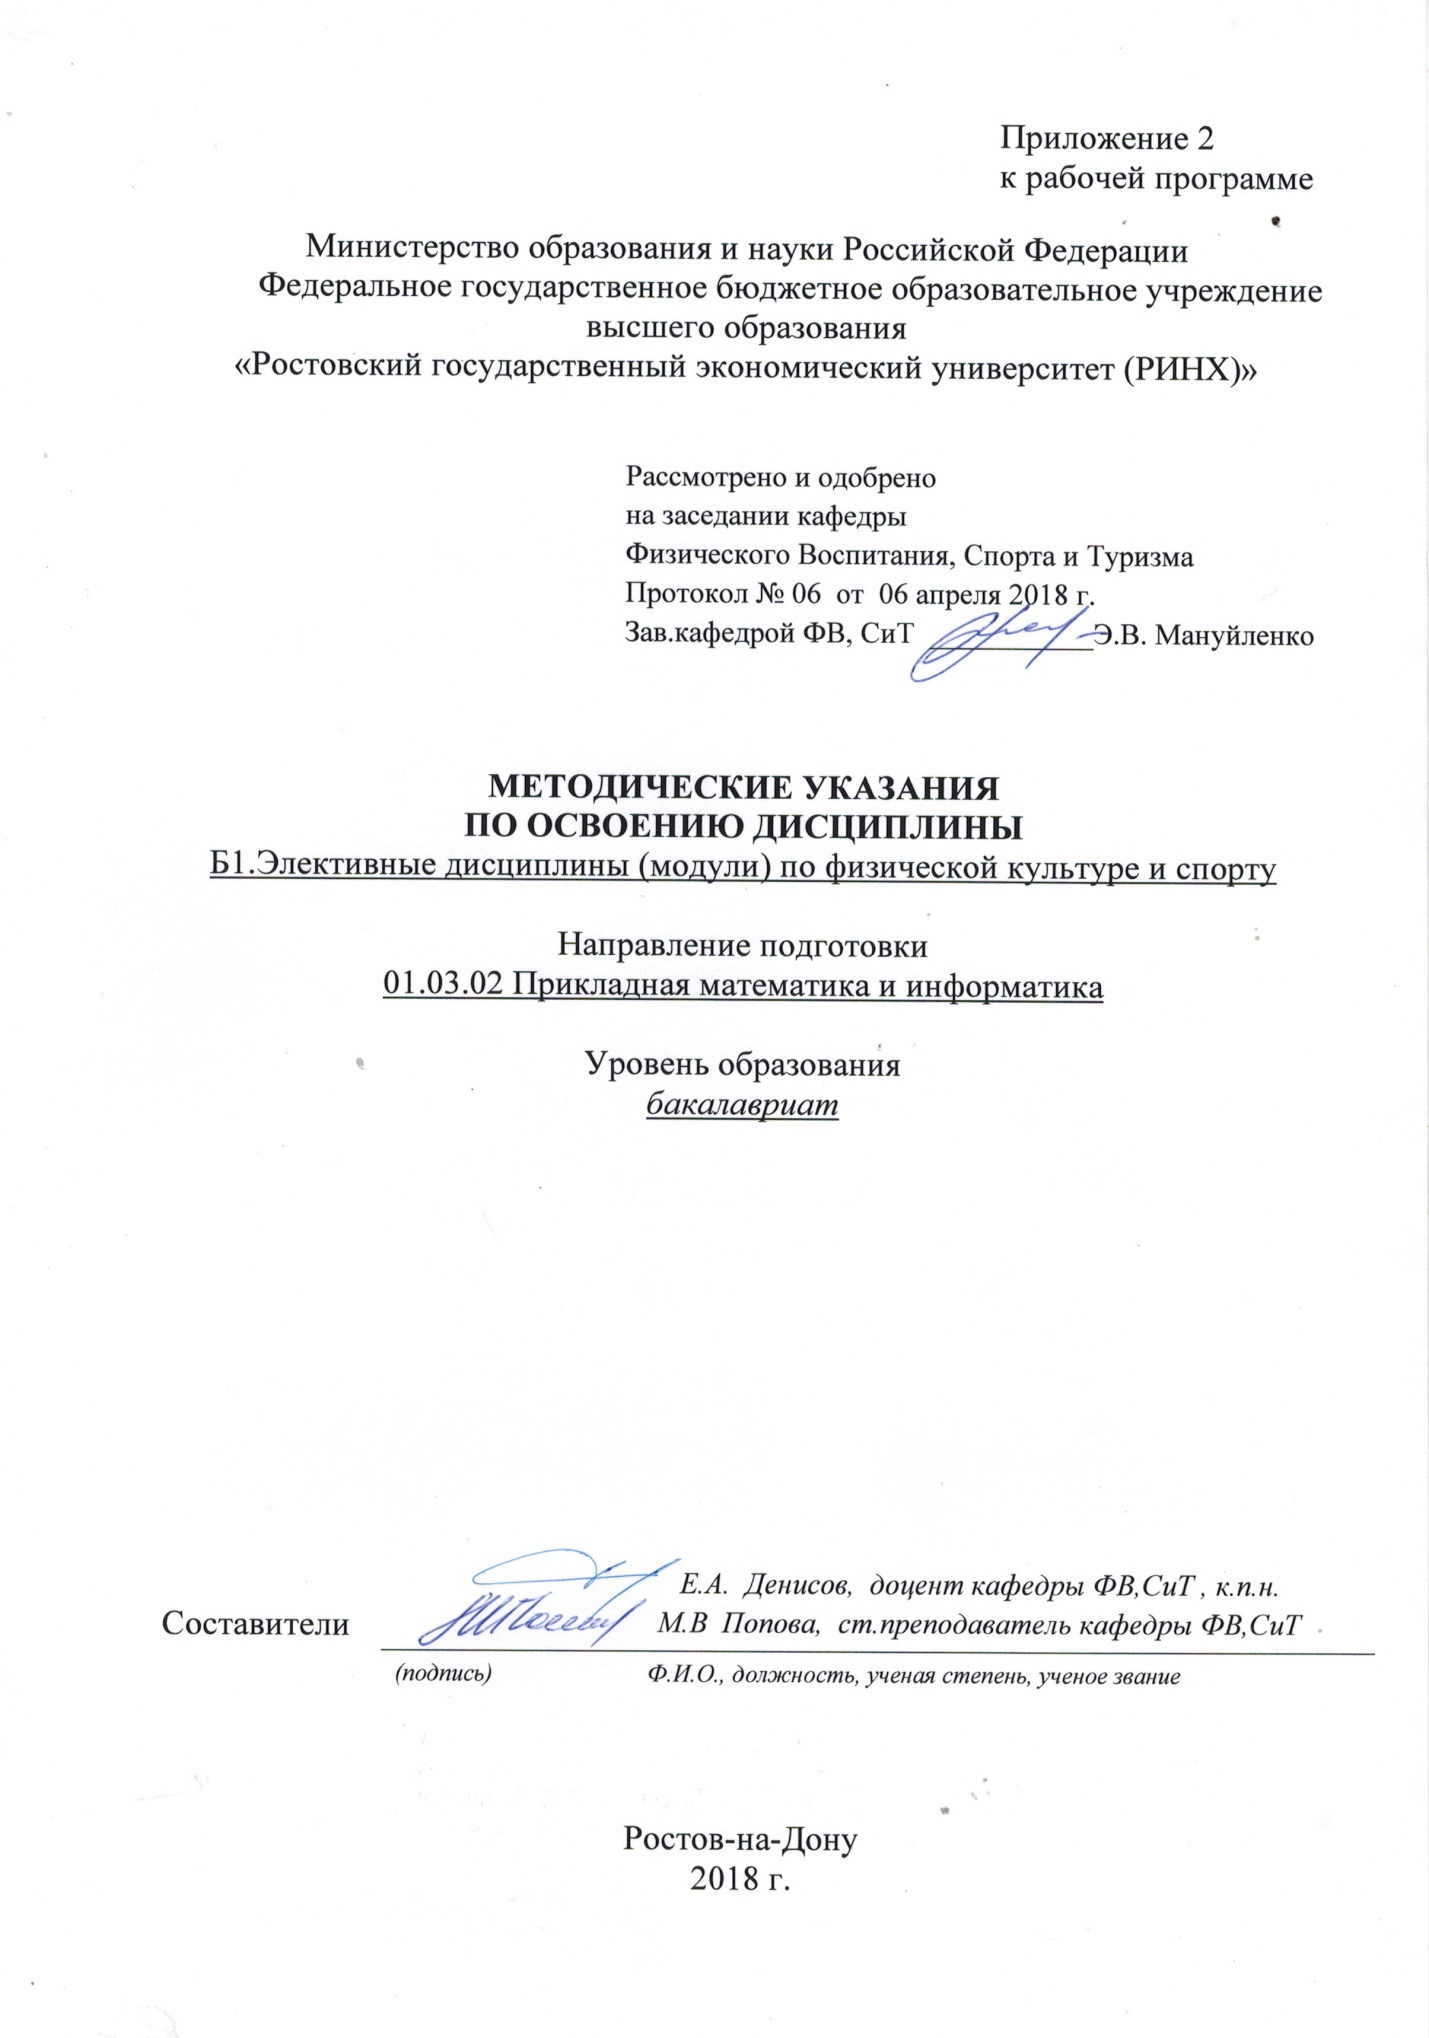 Приложение 2
к рабочей программе
Министерство образования и науки Российской Федерации
Федеральное государственное бюджетное образовательное учреждение
высшего образования
«Ростовский государственный экономический университет (РИНХ)»
Рассмотрено и одобрено
на заседании кафедры
Физического Воспитания, Спорта и Туризма
Протокол № 06 от 06 апреля 2018 г.
Зав.кафедрой ФВ, СиТ ____________Э.В. Мануйленко
МЕТОДИЧЕСКИЕ УКАЗАНИЯ
ПО ОСВОЕНИЮ ДИСЦИПЛИНЫ
Б1.Элективные дисциплины (модули) по физической культуре и спорту
Направление подготовки
01.03.02 Прикладная математика и информатика
Уровень образования
бакалавриат
Е.А. Денисов, доцент кафедры ФВ,СиТ , к.п.н.
Составители М.В Попова, ст.преподаватель кафедры ФВ,СиТ
(подпись) Ф.И.О., должность, ученая степень, ученое звание
Ростов-на-Дону
2018 г.